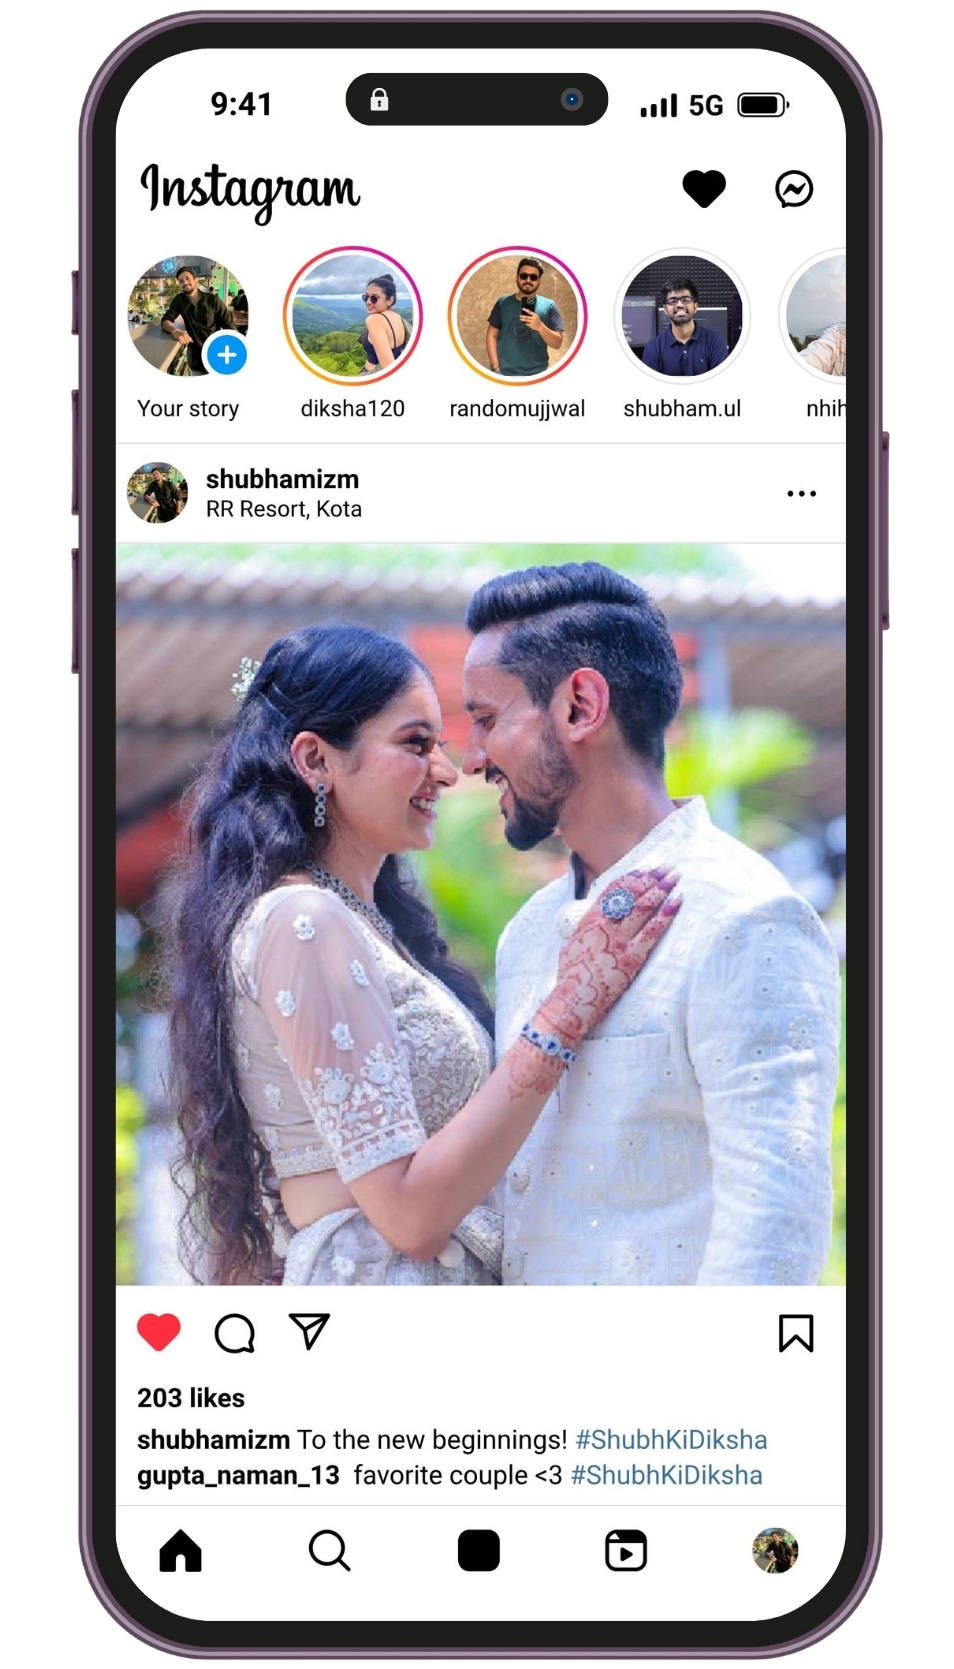 9:41 5G
Instagram
Your story diksha120 randomujjwal shubham.ul nhih
shubhamizm
RR Resort, Kota
203 likes
shubhamizm To the new beginnings! #ShubhKiDiksha
gupta_naman_13 favorite couple <3 #ShubhKiDiksha